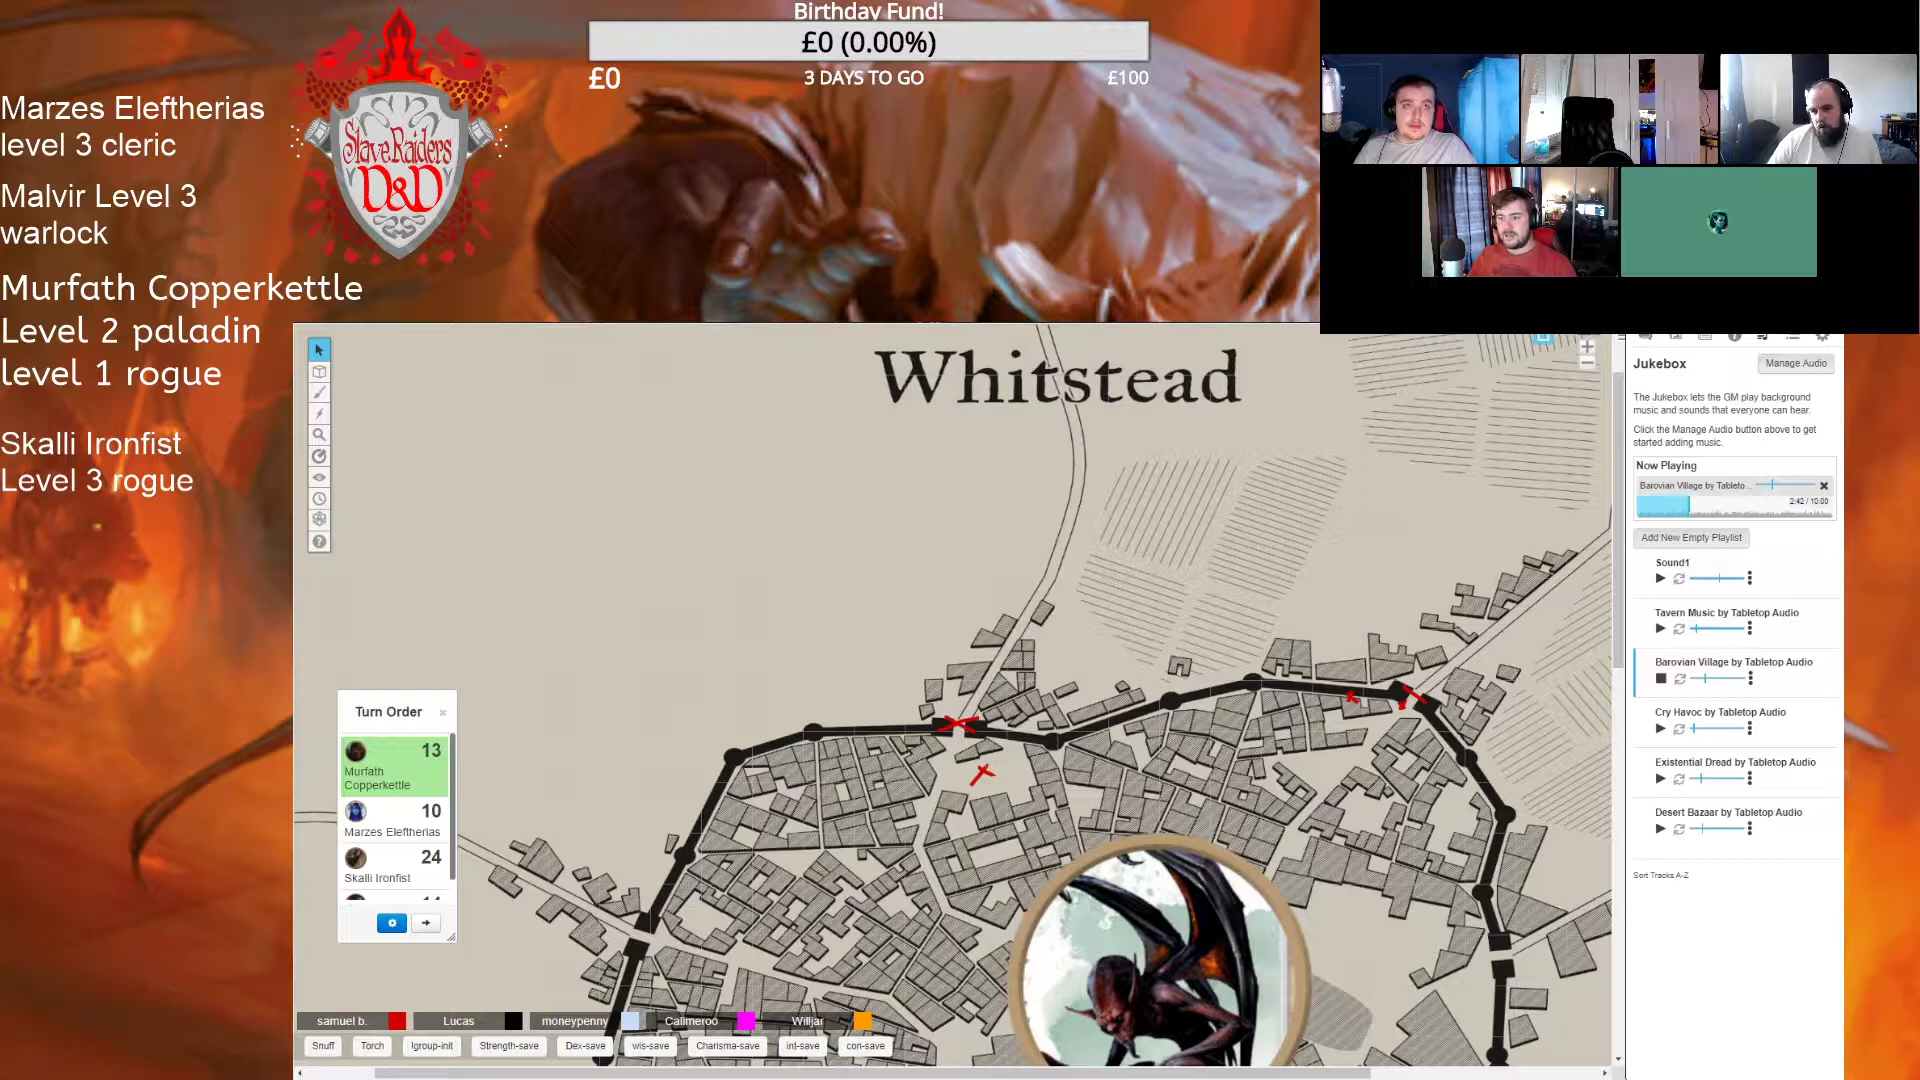 Birthday Fund!
£0 (0.00%)
£0
3 DAYS TO GO
£100
Marzes Eleftherias
level 3 cleric
Malvir Level 3
warlock
Murfath Copperkettle
Level 2 paladin
level 1 rogue
Skalli Ironfist
Level 3 rogue
SlaveRaiders
D&D
Whitstead
Turn Order
13
Murfath
Copperkettle
10
Marzes Eleftherias
24
Skalli Ironfist
samuel b.
Lucas
moneypenny
Calimeroo
Willjar
Snuff
Torch
Igroup-init
Strength-save
Dex-save
wis-save
Charisma-save
int-save
con-save
Jukebox
Manage Audio
The Jukebox lets the GM play background
music and sounds that everyone can hear.
Click the Manage Audio button above to get
started adding music.
Now Playing
Barovian Village by Tableto...
2:42 / 10:00
Add New Empty Playlist
Sound1
Tavern Music by Tabletop Audio
Barovian Village by Tabletop Audio
Cry Havoc by Tabletop Audio
Existential Dread by Tabletop Audio
Desert Bazaar by Tabletop Audio
Sort Tracks A-Z